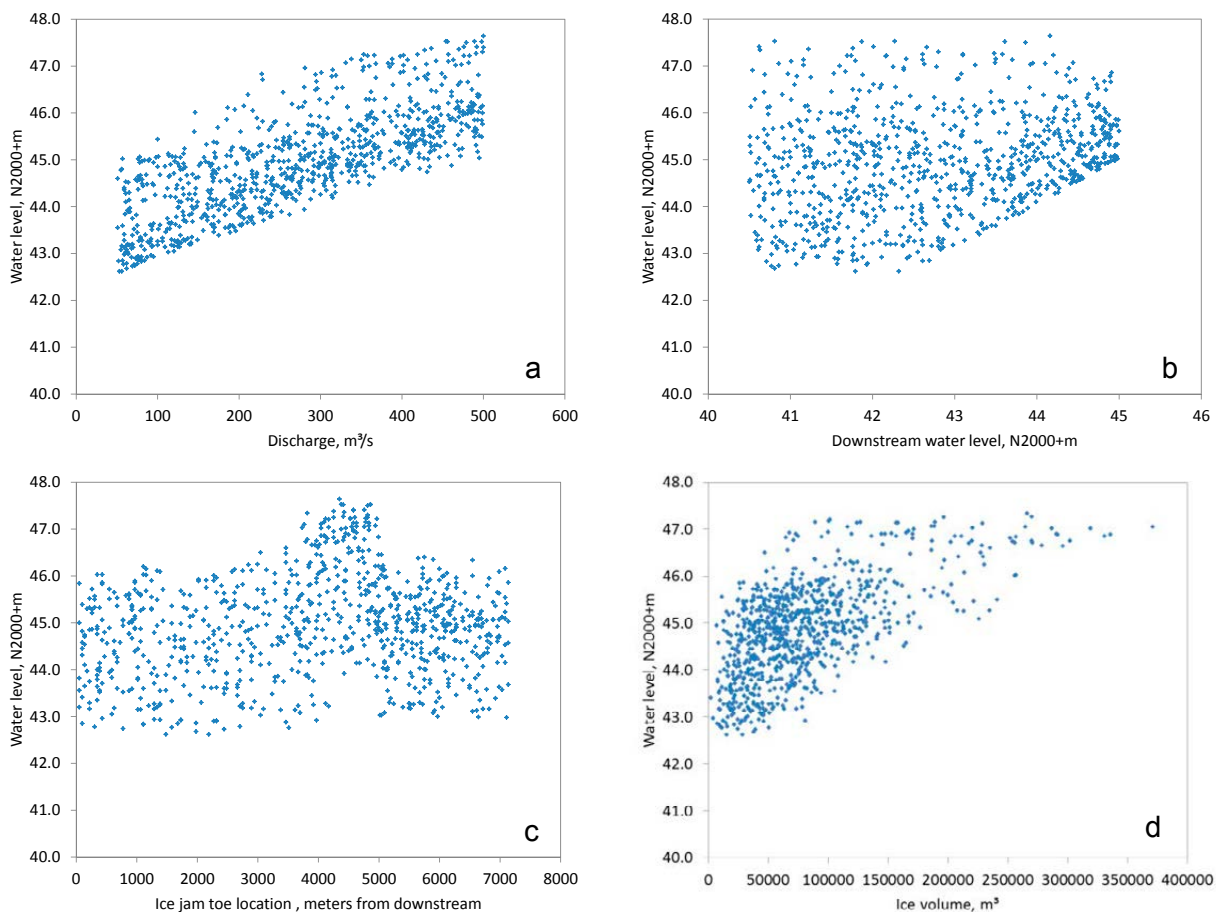 48.0
47.0
46.0
45.0
44.0
43.0
42.0
41.0
40.0
Water level, N2000+m
0 100 200 300 400 500 600
Discharge, m³/s
a
48.0
47.0
46.0
45.0
44.0
43.0
42.0
41.0
40.0
Water level, N2000+m
40 41 42 43 44 45 46
Downstream water level, N2000+m
b
48.0
47.0
46.0
45.0
44.0
43.0
42.0
41.0
40.0
Water level, N2000+m
0 1000 2000 3000 4000 5000 6000 7000 8000
Ice jam toe location , meters from downstream
c
48.0
47.0
46.0
45.0
44.0
43.0
42.0
41.0
40.0
Water level, N2000+m
0 50000 100000 150000 200000 250000 300000 350000 400000
Ice volume, m³
d